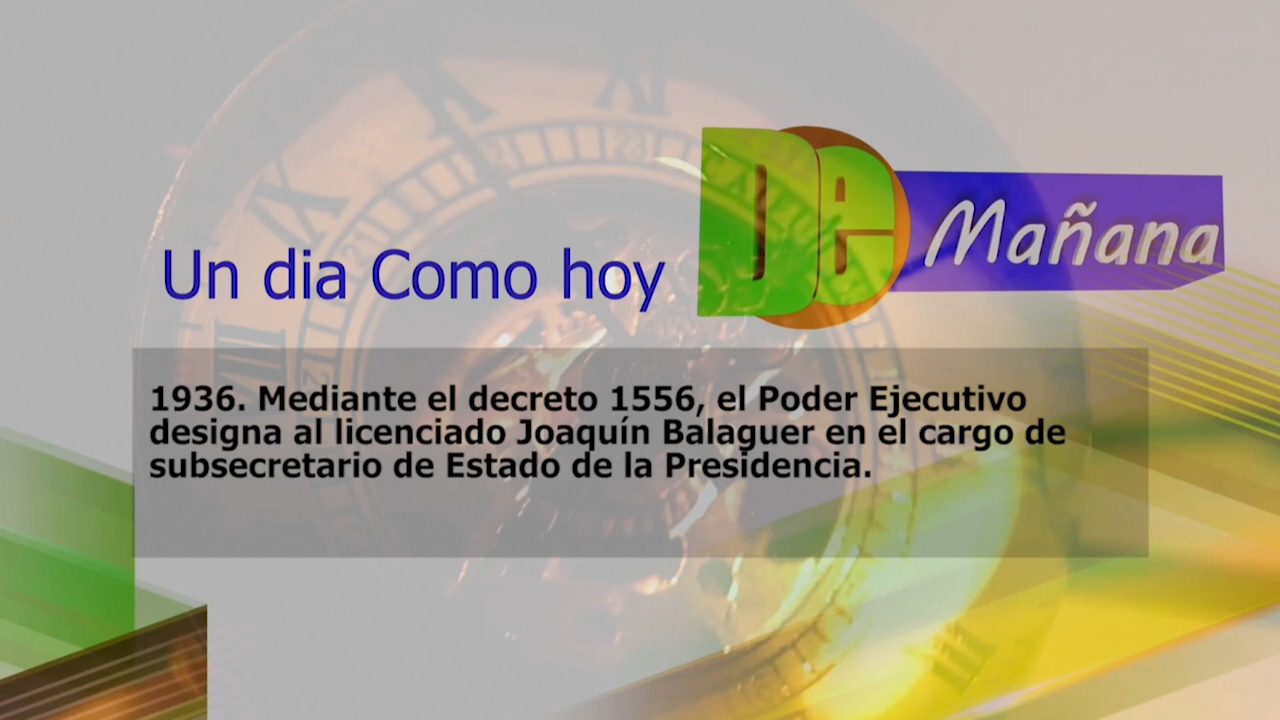 De
Mañana
Un dia Como hoy
1936. Mediante el decreto 1556, el Poder Ejecutivo
designa al licenciado Joaquín Balaguer en el cargo de
subsecretario de Estado de la Presidencia.